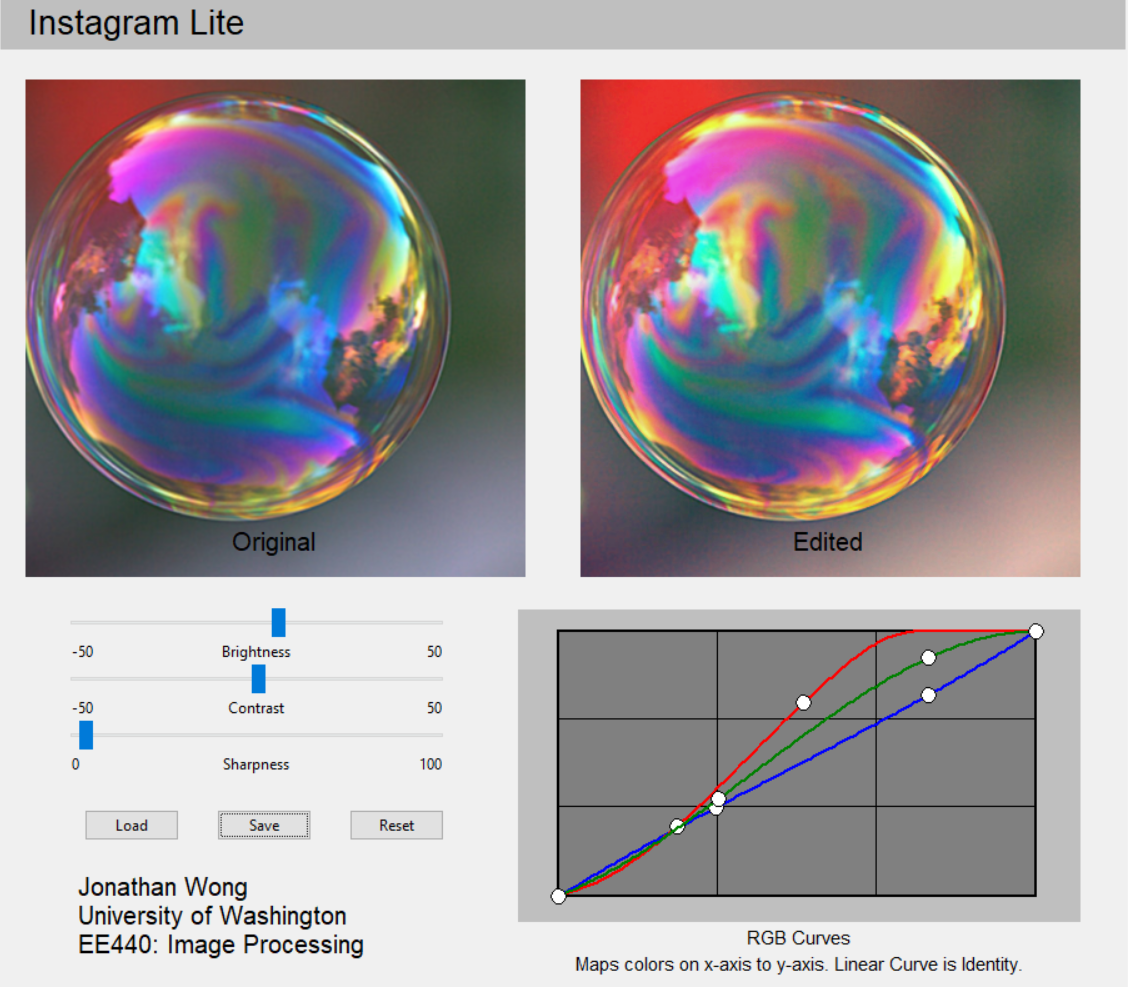 Instagram Lite
Original
Edited
-50 Brightness 50
-50 Contrast 50
0 Sharpness 100
Load Save Reset
Jonathan Wong
University of Washington
EE440: Image Processing
RGB Curves
Maps colors on x-axis to y-axis. Linear Curve is Identity.